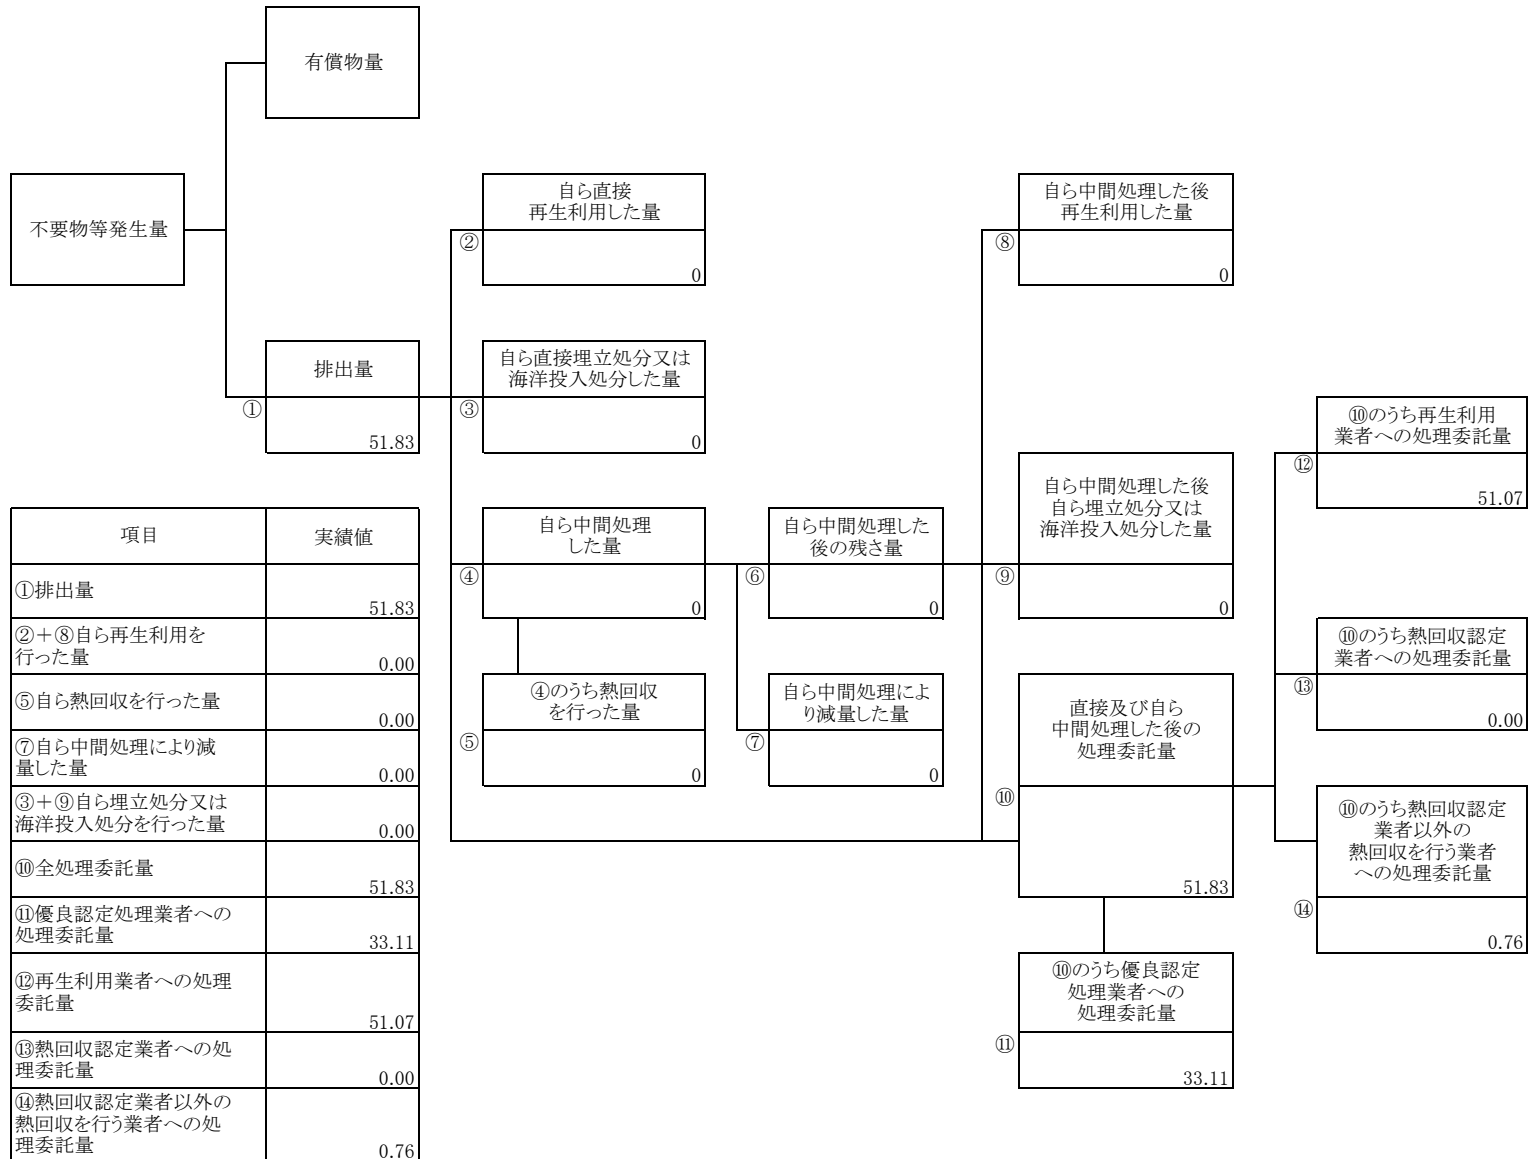 有償物量
不要物等発生量
排出量
①
51.83
自ら直接
再生利用した量
②
0
自ら直接埋立処分又は
海洋投入処分した量
③
0
自ら中間処理
した量
④
0
④のうち熱回収
を行った量
⑤
0
自ら中間処理した
後の残さ量
⑥
0
自ら中間処理によ
り減量した量
⑦
0
自ら中間処理した後
再生利用した量
⑧
0
自ら中間処理した後
自ら埋立処分又は
海洋投入処分した量
⑨
0
直接及び自ら
中間処理した後の
処理委託量
⑩
51.83
⑩のうち優良認定
処理業者への
処理委託量
⑪
33.11
⑩のうち再生利用
業者への処理委託量
⑫
51.07
⑩のうち熱回収認定
業者への処理委託量
⑬
0.00
⑩のうち熱回収認定
業者以外の
熱回収を行う業者
への処理委託量
⑭
0.76
項目 実績値
①排出量
51.83
②+⑧自ら再生利用を
行った量
0.00
⑤自ら熱回収を行った量
0.00
⑦自ら中間処理により減
量した量
0.00
③+⑨自ら埋立処分又は
海洋投入処分を行った量
0.00
⑩全処理委託量
51.83
⑪優良認定処理業者への
処理委託量
33.11
⑫再生利用業者への処理
委託量
51.07
⑬熱回収認定業者への処
理委託量
0.00
⑭熱回収認定業者以外の
熱回収を行う業者への処
理委託量
0.76